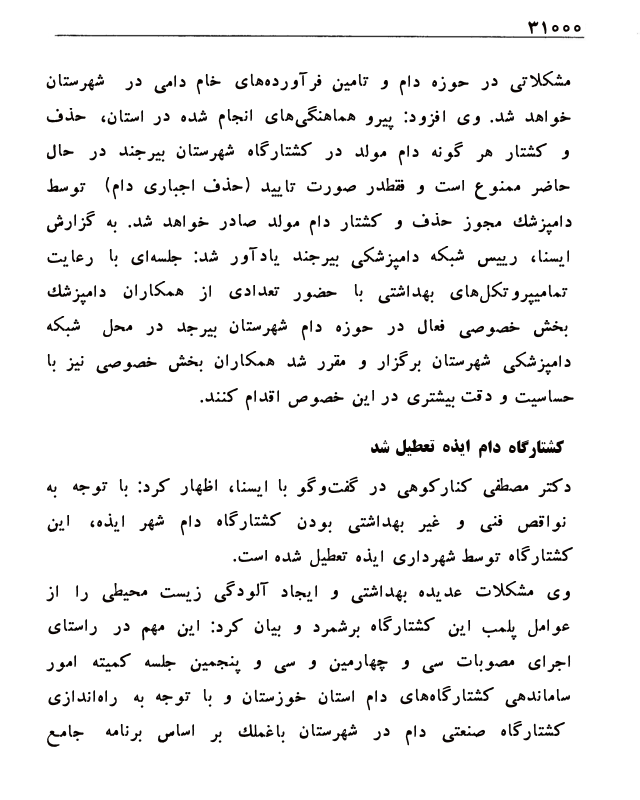 ۳۱۰۰۰
مشکلاتی در حوزه دام و تامین فرآورده‌های خام دامی در شهرستان
خواهد شد. وی افزود: پیرو هماهنگی‌های انجام شده در استان، حذف
و کشتار هر گونه دام مولد در کشتارگاه شهرستان بیرجند در حال
حاضر ممنوع است و فقطدر صورت تایید (حذف اجباری دام) توسط
دامپزشك مجوز حذف و کشتار دام مولد صادر خواهد شد. به گزارش
ایسنا، رییس شبکه دامپزشکی بیرجند یادآور شد: جلسه‌ای با رعایت
تمامیپروتکل‌های بهداشتی با حضور تعدادی از همکاران دامپزشك
بخش خصوصی فعال در حوزه دام شهرستان بیرجد در محل شبکه
دامپزشکی شهرستان برگزار و مقرر شد همکاران بخش خصوصی نیز با
حساسیت و دقت بیشتری در این خصوص اقدام کنند.
کشتارگاه دام ایذه تعطیل شد
دکتر مصطفی کنارکوهی در گفت‌وگو با ایسنا، اظهار کرد: با توجه به
نواقص فنی و غیر بهداشتی بودن کشتارگاه دام شهر ایذه، این
کشتارگاه توسط شهرداری ایذه تعطیل شده است.
وی مشکلات عدیده بهداشتی و ایجاد آلودگی زیست محیطی را از
عوامل پلمب این کشتارگاه برشمرد و بیان کرد: این مهم در راستای
اجرای مصوبات سی و چهارمین و سی و پنجمین جلسه کمیته امور
ساماندهی کشتارگاه‌های دام استان خوزستان و با توجه به راه‌اندازی
کشتارگاه صنعتی دام در شهرستان باغملك بر اساس برنامه جامع